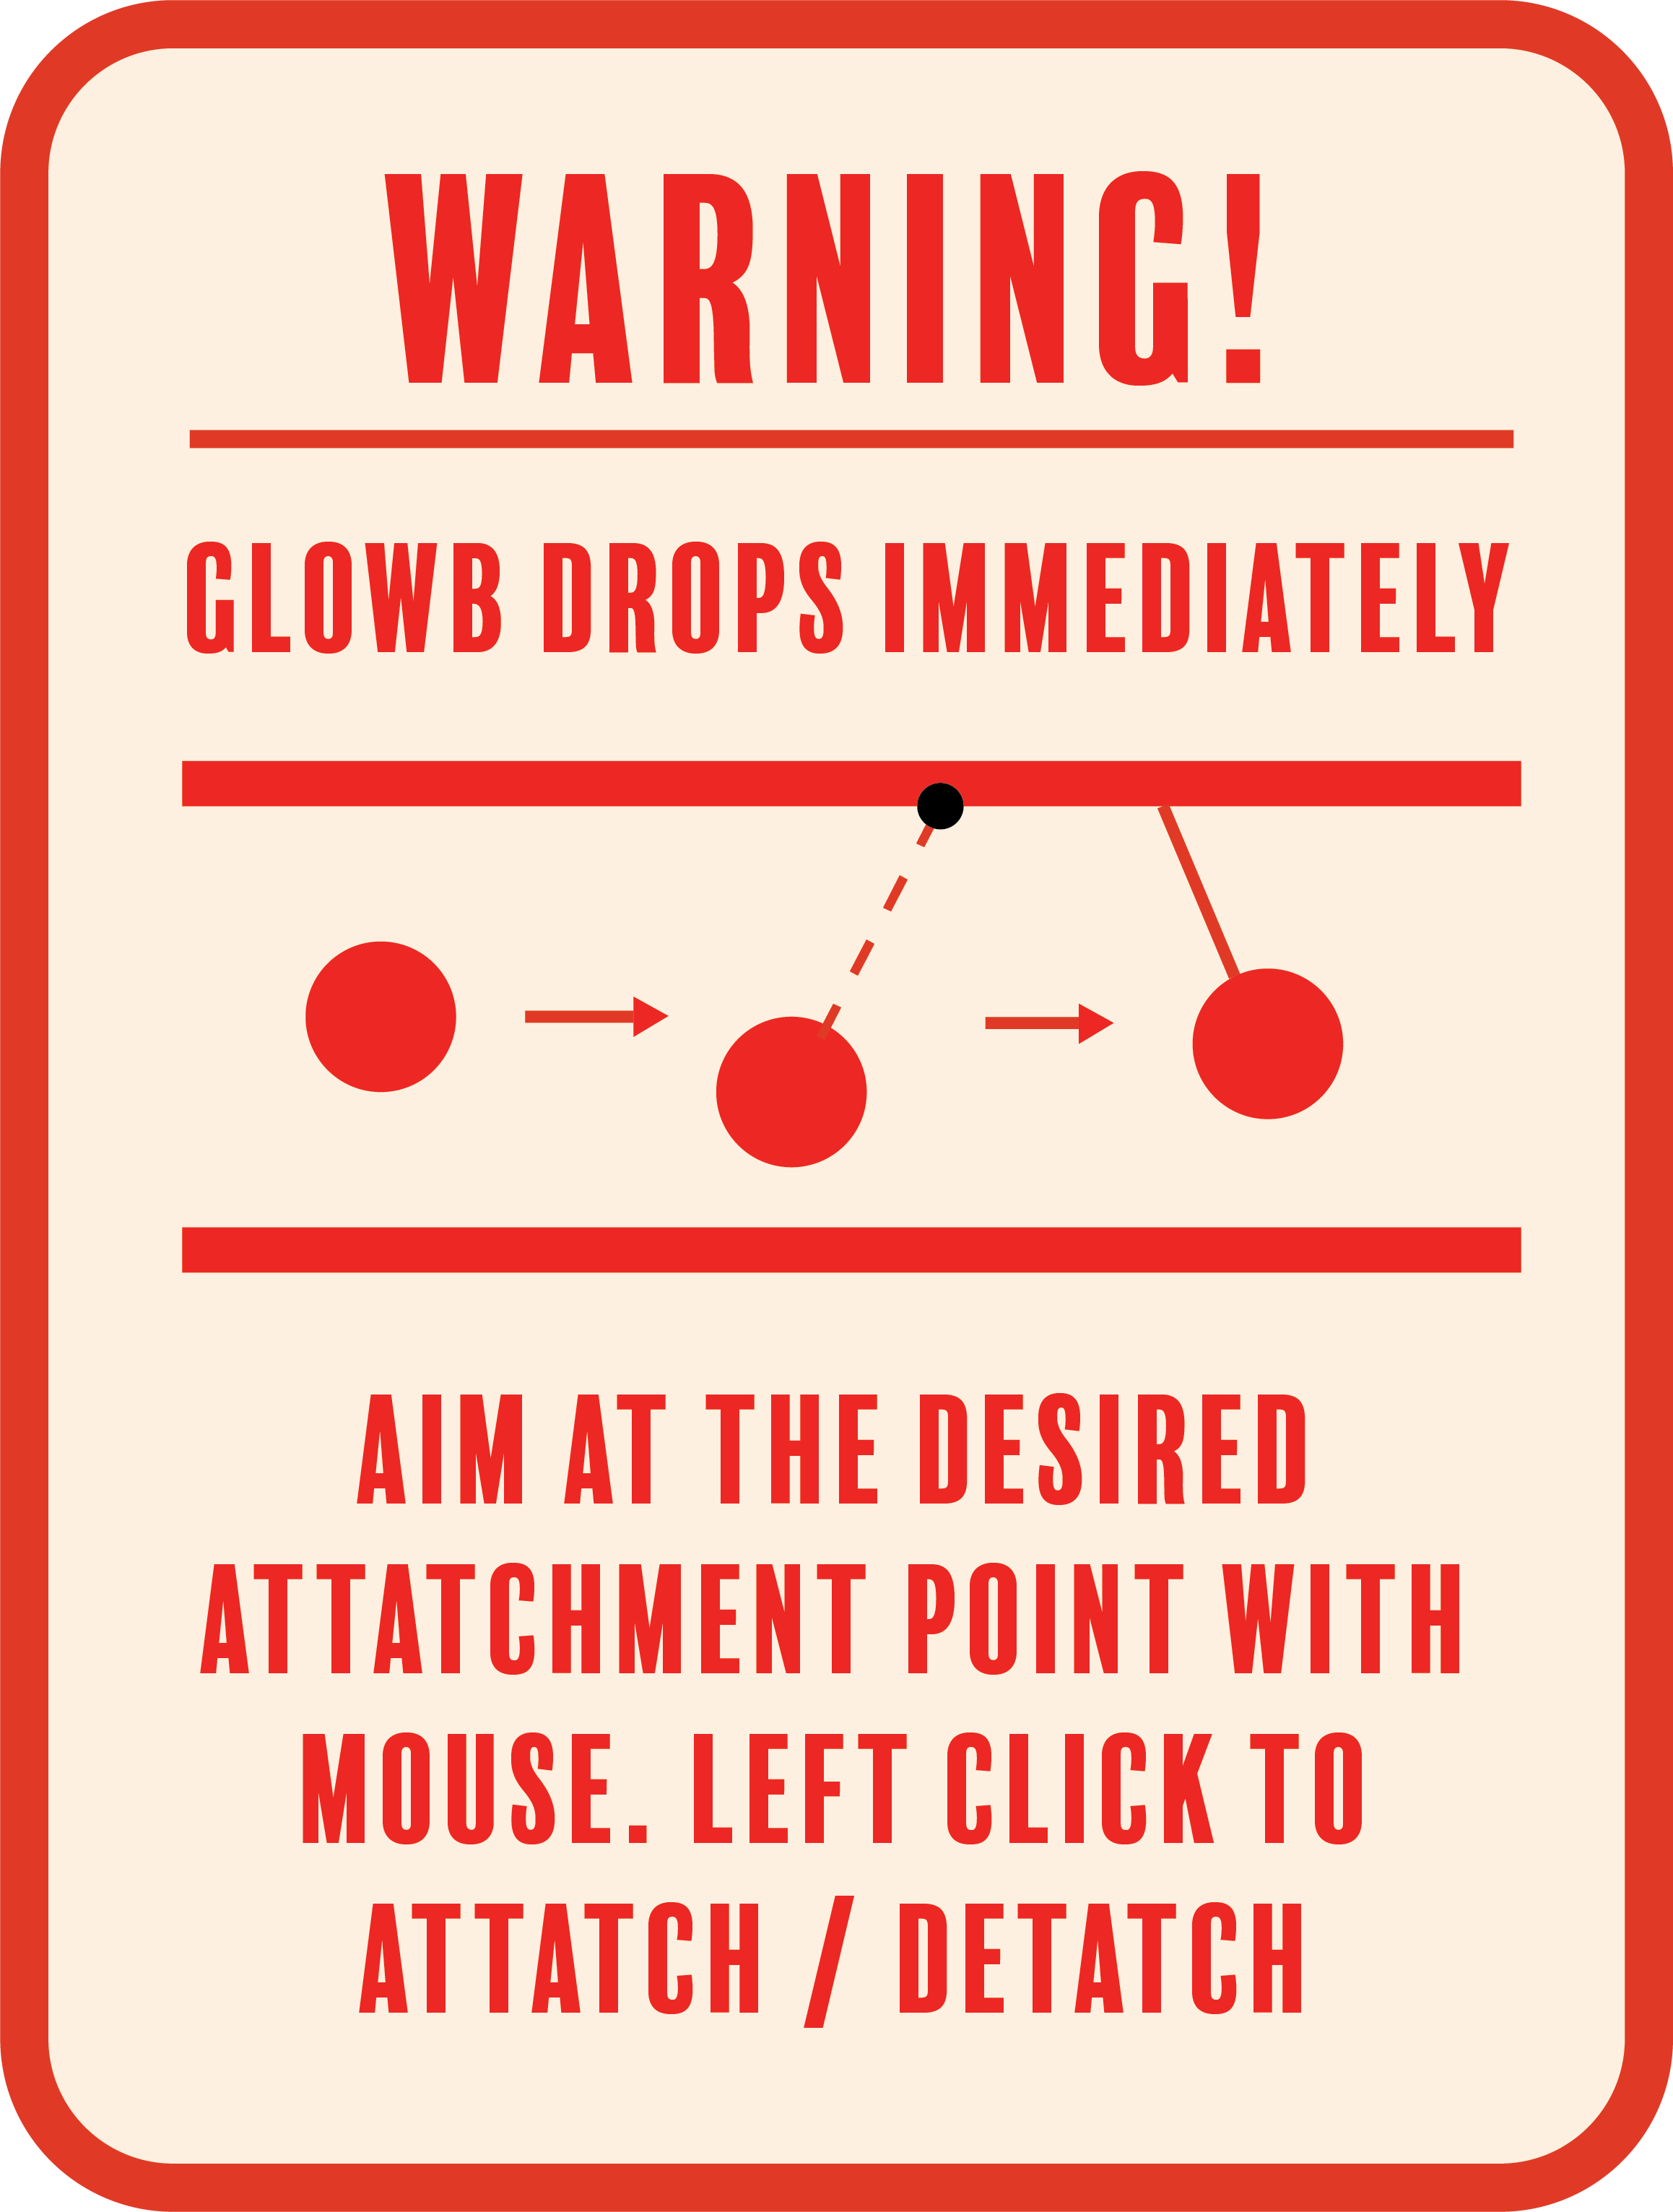 WARNING!
GLOWB DROPS IMMEDIATELY
AIM AT THE DESIRED
ATTATCHMENT POINT WITH
MOUSE. LEFT CLICK TO
ATTATCH / DETATCH